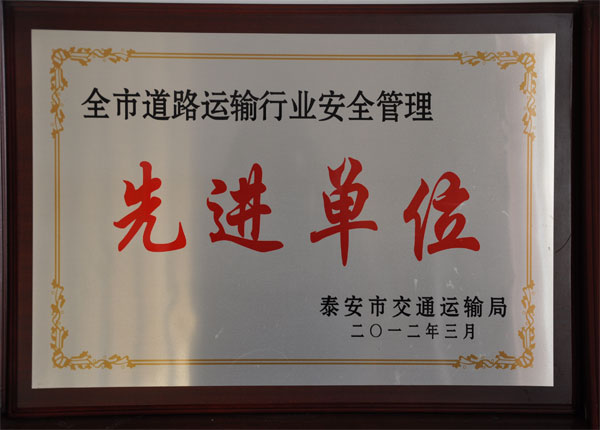 全市道路运输行业安全管理
先进单位
泰安市交通运输局
二〇一二年三月